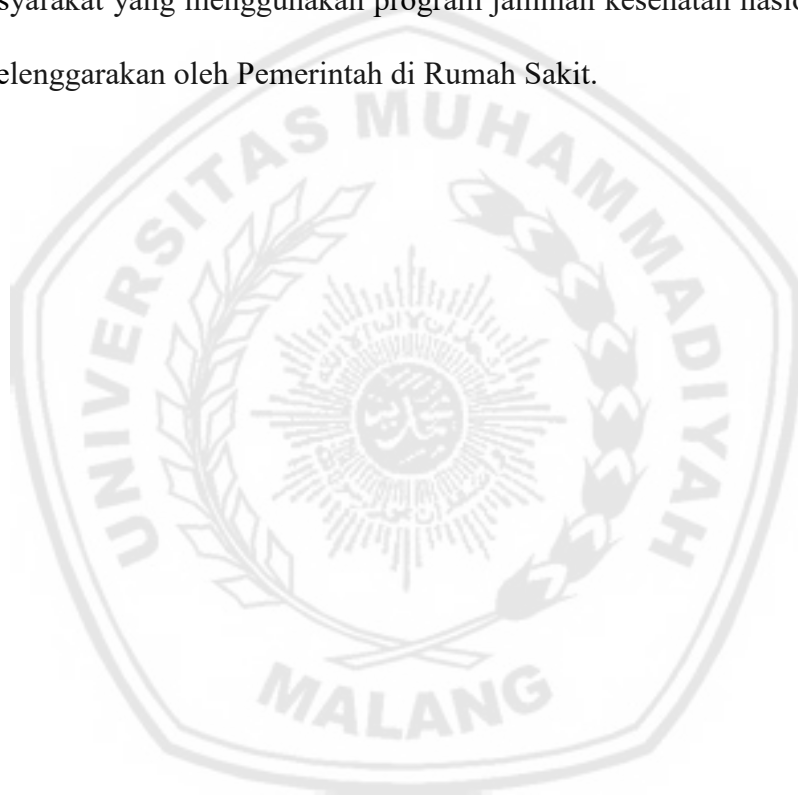 syarakat yang menggunakan program jaminan kesehatan nasio
elenggarakan oleh Pemerintah di Rumah Sakit.
UNIVERSITAS MUHAMMADIYAH
MALANG